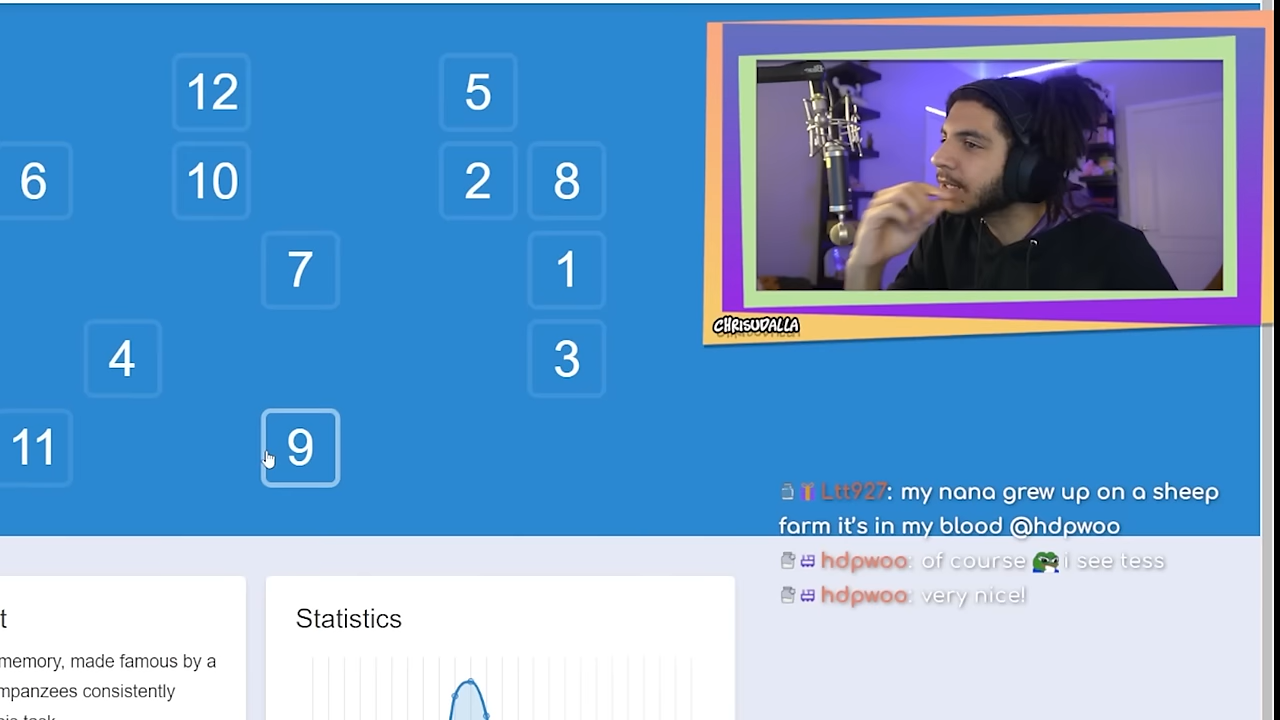 12 5
6 10 2 8
7 1
4 3
11 9
CHRISUDALLA
Ltt927: my nana grew up on a sheep
farm it's in my blood @hdpwoo
hdpwoo: of course i see tess
hdpwoo: very nice!
t
memory, made famous by a
mpanzees consistently
Statistics